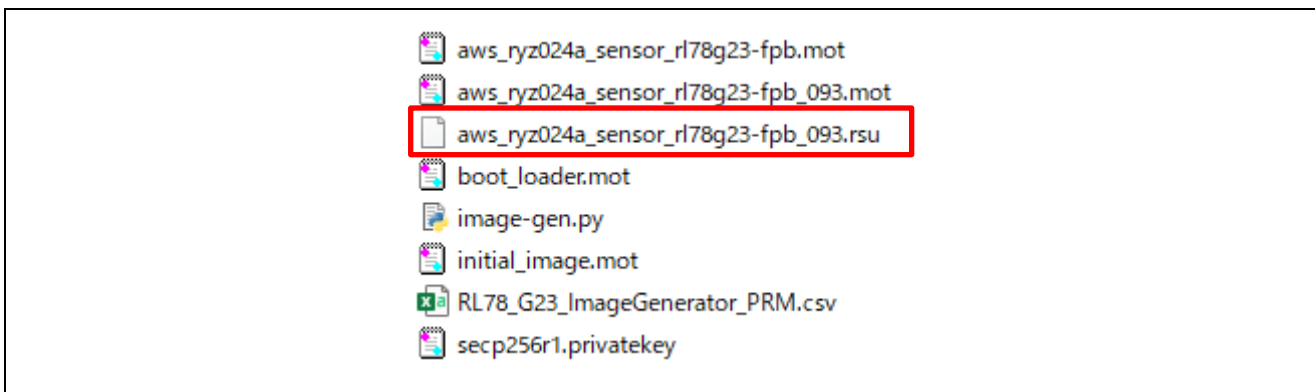 aws_ryz024a_sensor_rl78g23-fpb.mot
aws_ryz024a_sensor_rl78g23-fpb_093.mot
aws_ryz024a_sensor_rl78g23-fpb_093.rsu
boot_loader.mot
image-gen.py
initial_image.mot
RL78_G23_ImageGenerator_PRM.csv
secp256r1.privatekey